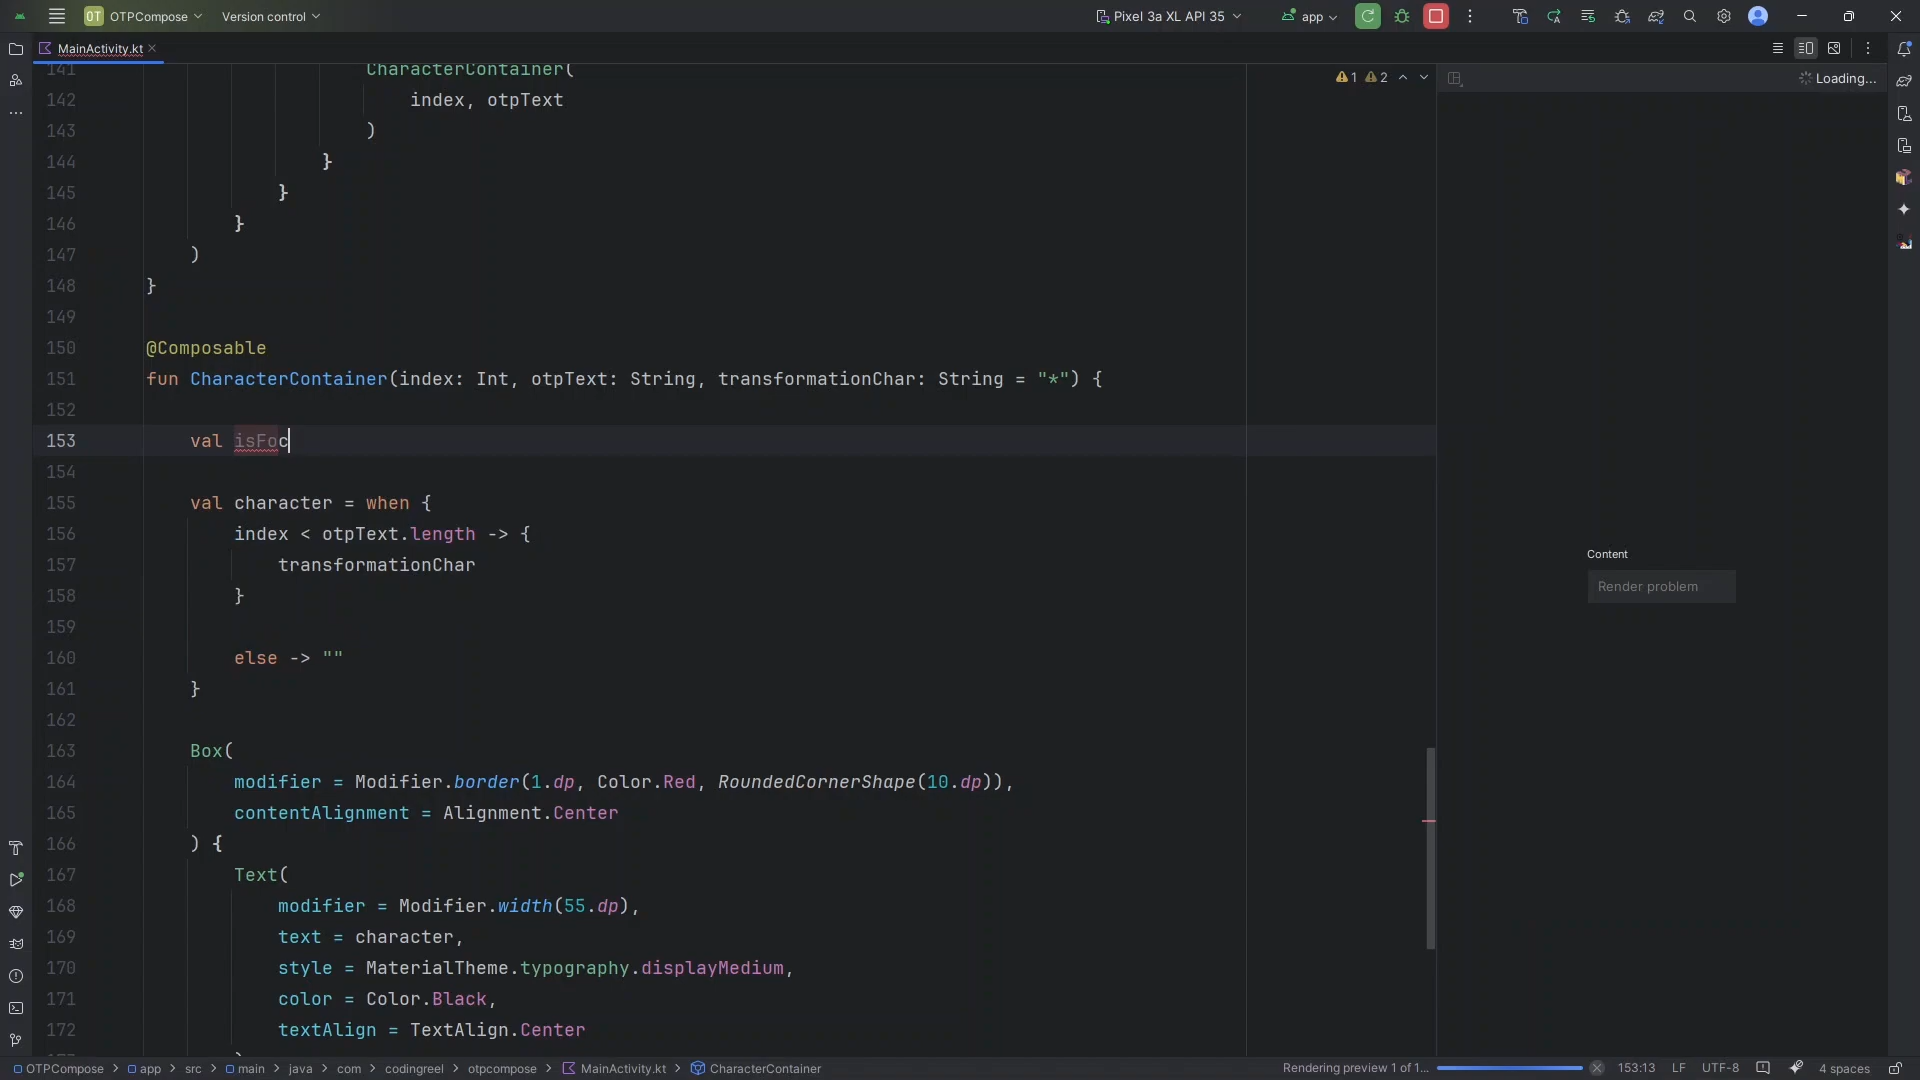 OT OTPCompose Version control Pixel 3a XL API 35 app
MainActivity.kt
141 CharacterContainer( 1 2 Loading...
142 index, otpText
143 )
144 }
145 }
146 }
147 )
148 }
149
150 @Composable
151 fun CharacterContainer(index: Int, otpText: String, transformationChar: String = "*") {
152
153 val isFoc
154
155 val character = when {
156 index < otpText.length -> {
Content
157 transformationChar
Render problem
158 }
159
160 else -> ""
161 }
162
163 Box(
164 modifier = Modifier.border(1.dp, Color.Red, RoundedCornerShape(10.dp)),
165 contentAlignment = Alignment.Center
166 ) {
167 Text(
168 modifier = Modifier.width(55.dp),
169 text = character,
170 style = MaterialTheme.typography.displayMedium,
171 color = Color.Black,
172 textAlign = TextAlign.Center
OTPCompose > app > src > main > java > com > codingreel > otpcompose > MainActivity.kt > CharacterContainer Rendering preview 1 of 1... 153:13 LF UTF-8 4 spaces